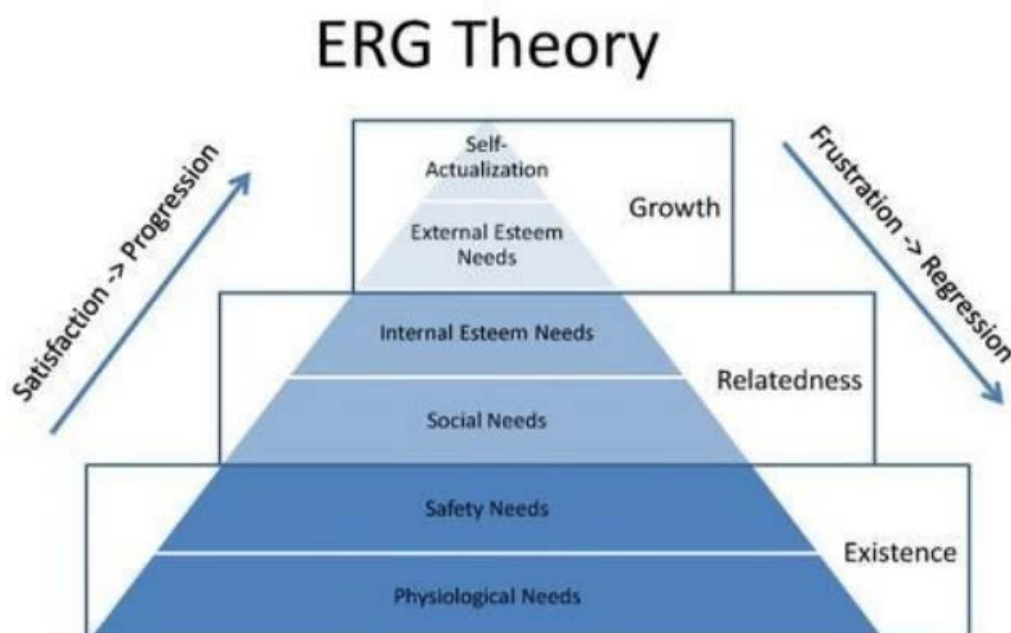 ERG Theory
Satisfaction -> Progression
Frustration -> Regression
Self-
Actualization
Growth
External Esteem
Needs
Internal Esteem Needs
Relatedness
Social Needs
Safety Needs
Existence
Physiological Needs